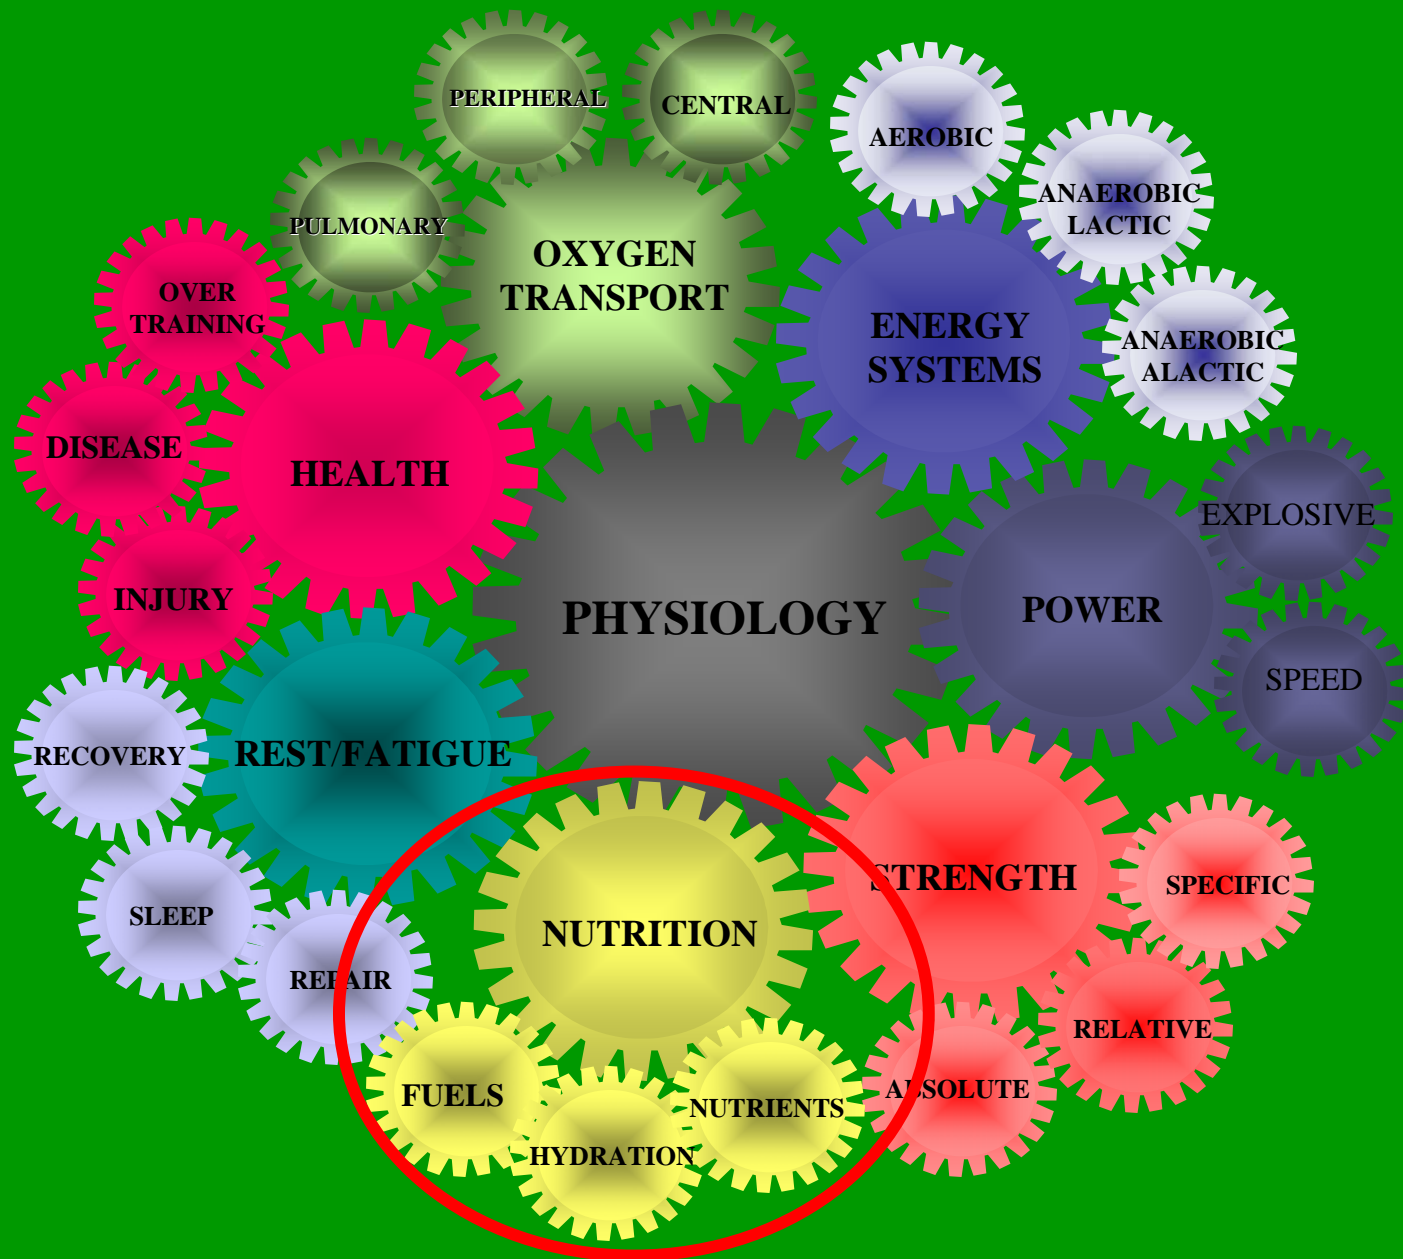 PERIPHERAL
CENTRAL
AEROBIC
PULMONARY
ANAEROBIC
LACTIC
OXYGEN
TRANSPORT
OVER
TRAINING
ENERGY
SYSTEMS
ANAEROBIC
ALACTIC
DISEASE
HEALTH
EXPLOSIVE
INJURY
PHYSIOLOGY
POWER
SPEED
RECOVERY
REST/FATIGUE
STRENGTH
SPECIFIC
SLEEP
NUTRITION
REPAIR
RELATIVE
FUELS
NUTRIENTS
ABSOLUTE
HYDRATION